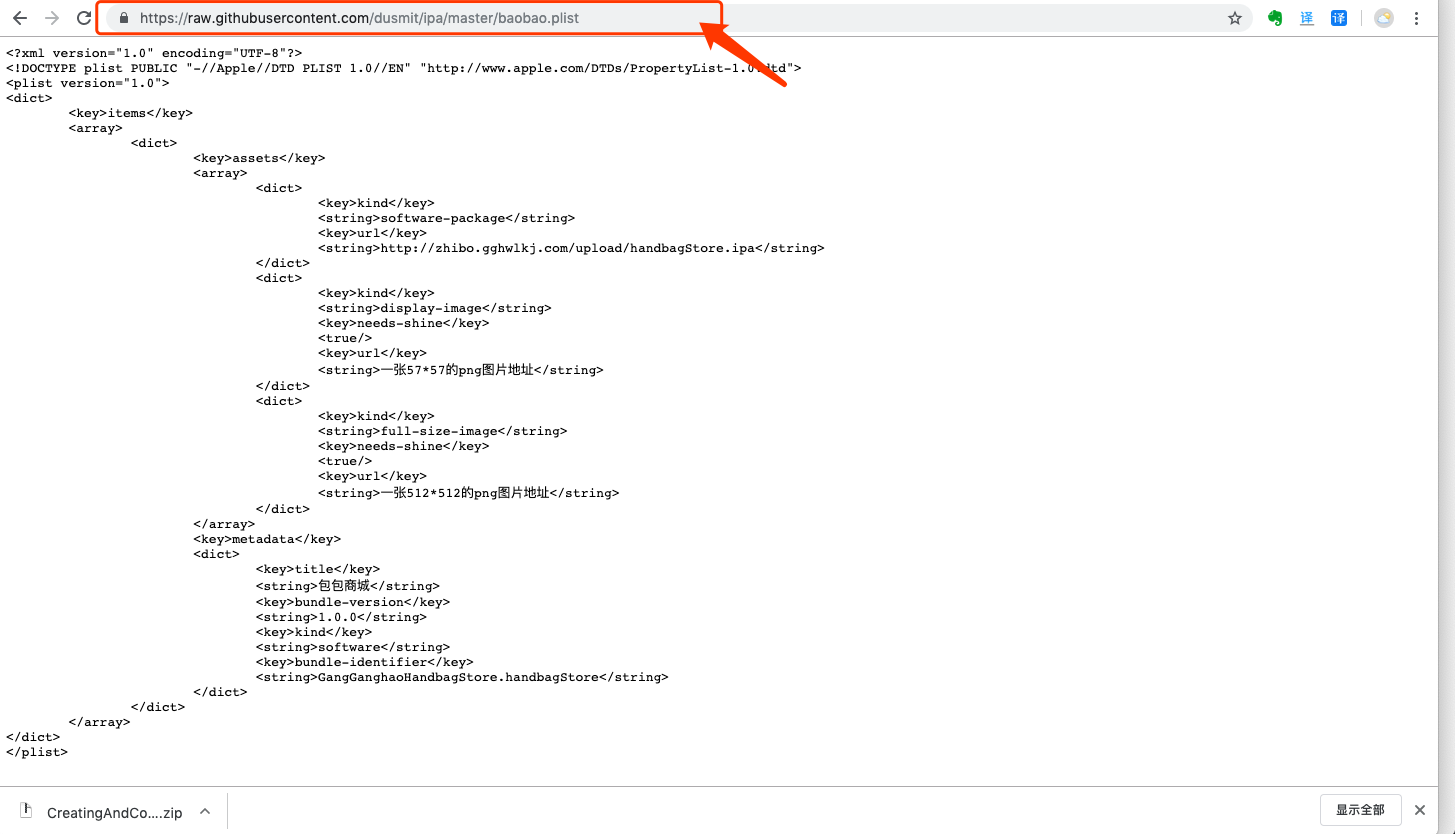 https://raw.githubusercontent.com/dusmit/ipa/master/baobao.plist
译 译
<?xml version="1.0" encoding="UTF-8"?>
<!DOCTYPE plist PUBLIC "-//Apple//DTD PLIST 1.0//EN" "http://www.apple.com/DTDs/PropertyList-1.0.dtd">
<plist version="1.0">
<dict>
<key>items</key>
<array>
<dict>
<key>assets</key>
<array>
<dict>
<key>kind</key>
<string>software-package</string>
<key>url</key>
<string>http://zhibo.gghwlkj.com/upload/handbagStore.ipa</string>
</dict>
<dict>
<key>kind</key>
<string>display-image</string>
<key>needs-shine</key>
<true/>
<key>url</key>
<string>一张57*57的png图片地址</string>
</dict>
<dict>
<key>kind</key>
<string>full-size-image</string>
<key>needs-shine</key>
<true/>
<key>url</key>
<string>一张512*512的png图片地址</string>
</dict>
</array>
<key>metadata</key>
<dict>
<key>title</key>
<string>包包商城</string>
<key>bundle-version</key>
<string>1.0.0</string>
<key>kind</key>
<string>software</string>
<key>bundle-identifier</key>
<string>GangGanghaoHandbagStore.handbagStore</string>
</dict>
</dict>
</array>
</dict>
</plist>
CreatingAndCo....zip
显示全部